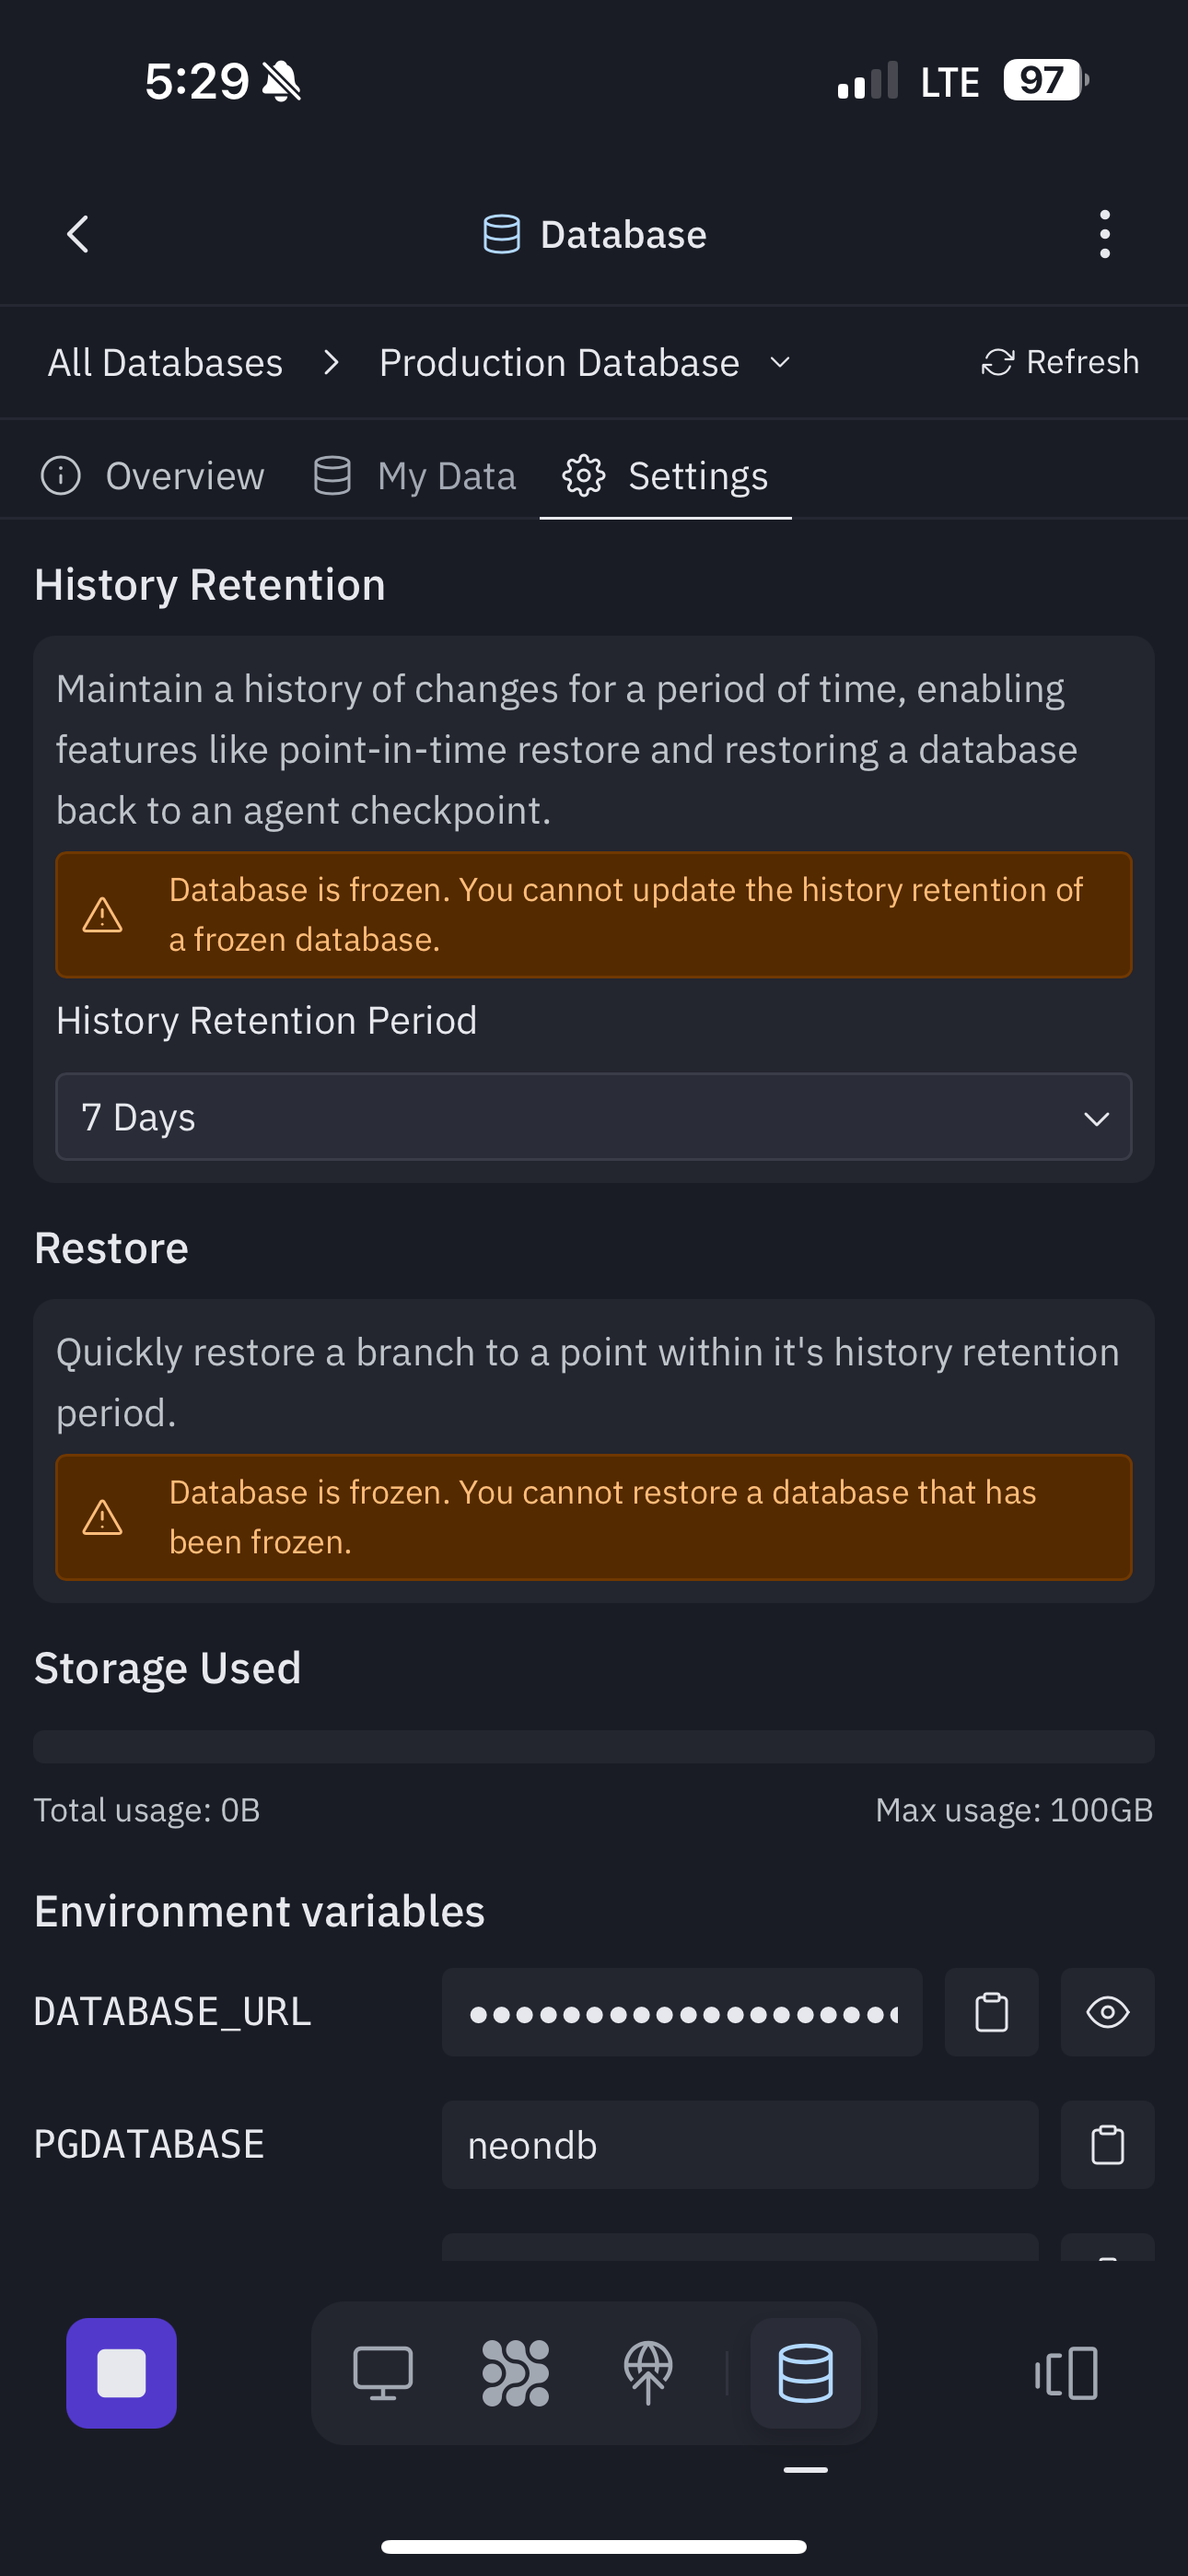 5:29
LTE 97
Database
All Databases > Production Database
Refresh
Overview
My Data
Settings
History Retention
Maintain a history of changes for a period of time, enabling
features like point-in-time restore and restoring a database
back to an agent checkpoint.
Database is frozen. You cannot update the history retention of
a frozen database.
History Retention Period
7 Days
Restore
Quickly restore a branch to a point within it's history retention
period.
Database is frozen. You cannot restore a database that has
been frozen.
Storage Used
Total usage: 0B
Max usage: 100GB
Environment variables
DATABASE_URL
PGDATABASE
neondb